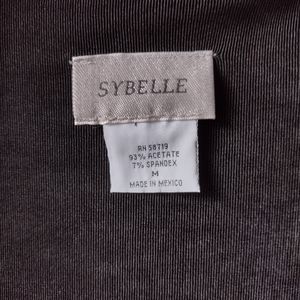 SYBELLE
RN 58719
93% ACETATE
7% SPANDEX
M
MADE IN MEXICO